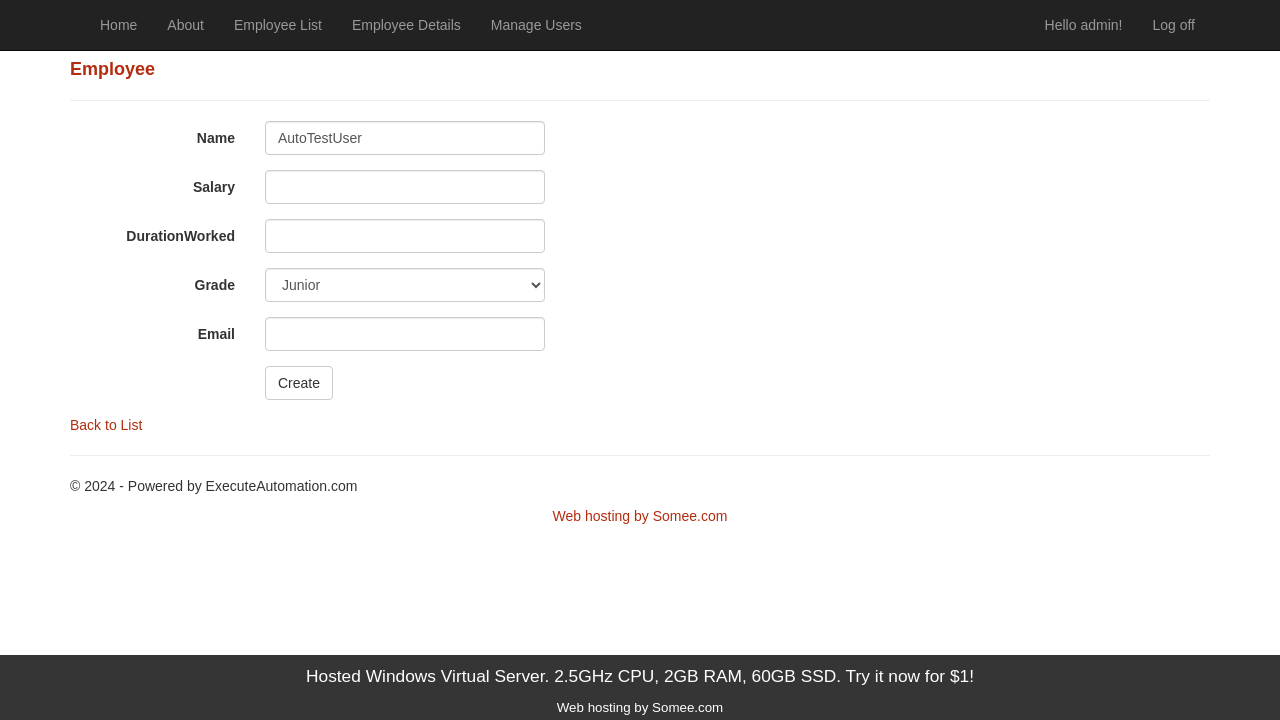 Home About Employee List Employee Details Manage Users Hello admin! Log off
Employee
Name AutoTestUser
Salary
DurationWorked
Grade Junior
Email
Create
Back to List
© 2024 - Powered by ExecuteAutomation.com
Web hosting by Somee.com
Hosted Windows Virtual Server. 2.5GHz CPU, 2GB RAM, 60GB SSD. Try it now for $1!
Web hosting by Somee.com